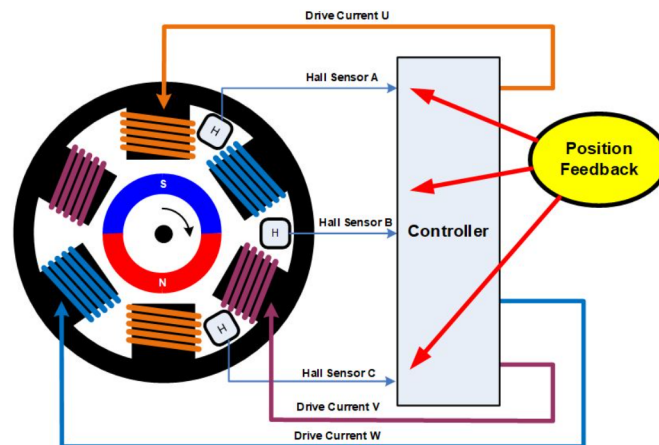 Drive Current U
Hall Sensor A
H
Position
Feedback
S
Hall Sensor B
H
Controller
N
H
Hall Sensor C
Drive Current V
Drive Current W